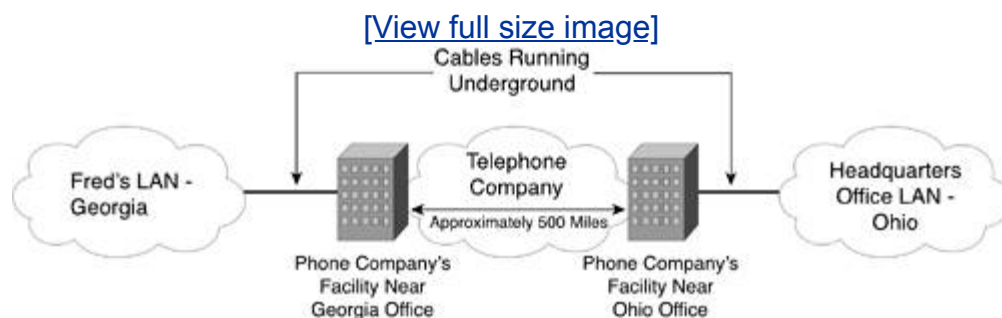 [View full size image]
Cables Running
Underground
Fred's LAN -
Georgia
Telephone
Company
Approximately 500 Miles
Headquarters
Office LAN -
Ohio
Phone Company's
Facility Near
Georgia Office
Phone Company's
Facility Near
Ohio Office